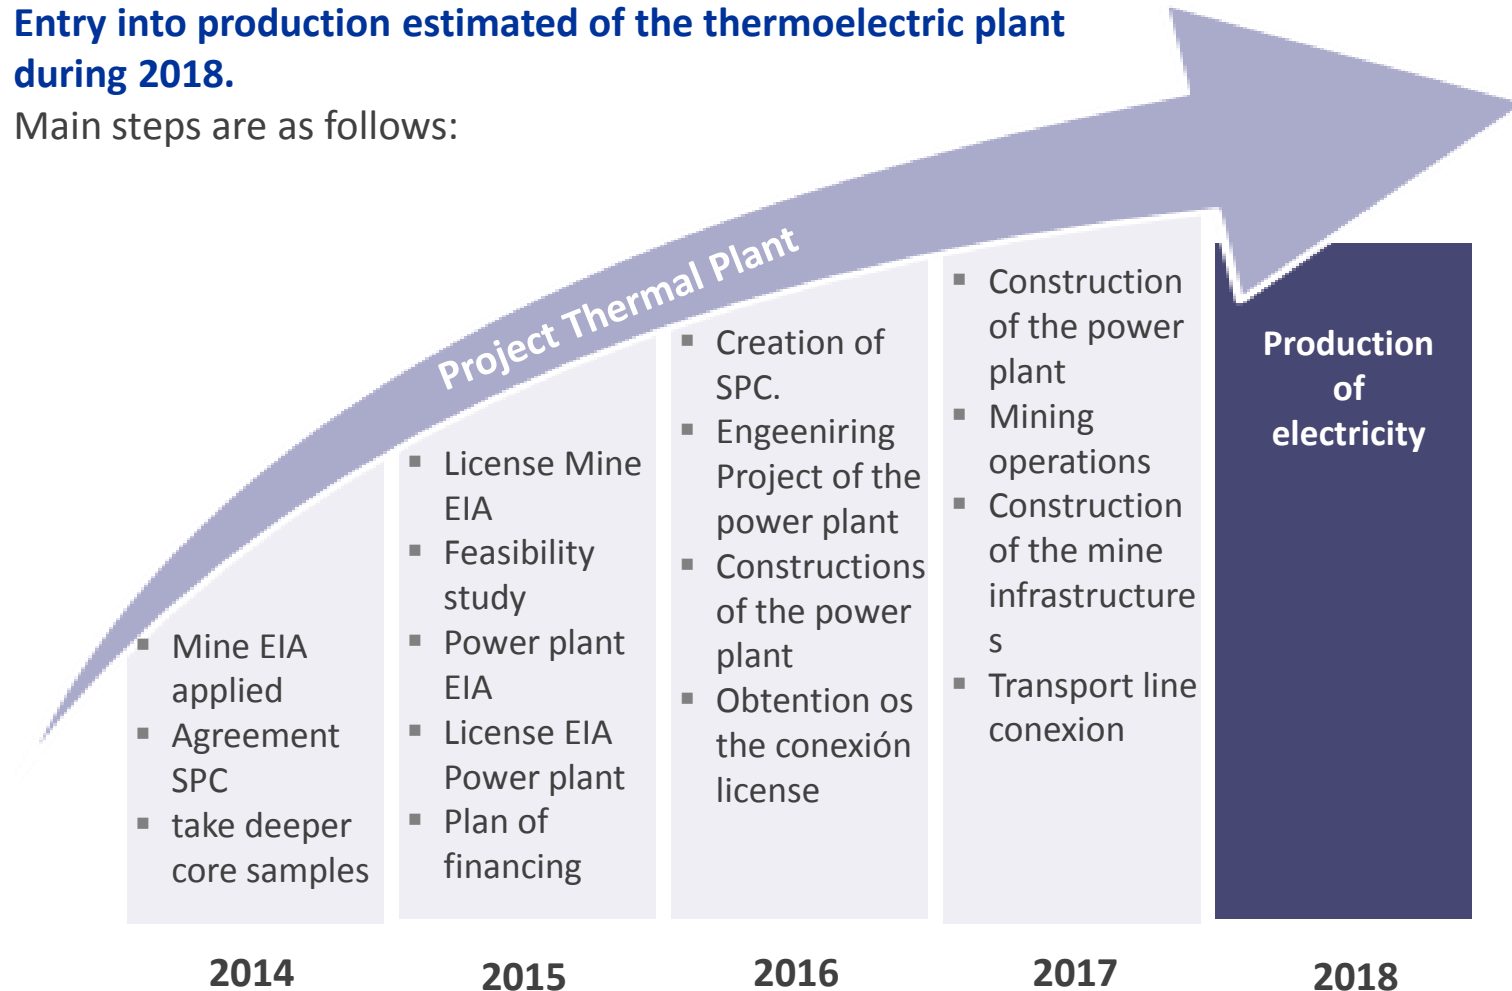 Entry into production estimated of the thermoelectric plant
during 2018.
Main steps are as follows:
Project Thermal Plant
▪ Mine EIA
applied
▪ Agreement
SPC
▪ take deeper
core samples
2014
▪ License Mine
EIA
▪ Feasibility
study
▪ Power plant
EIA
▪ License EIA
Power plant
▪ Plan of
financing
2015
▪ Creation of
SPC.
▪ Engeeniring
Project of the
power plant
▪ Constructions
of the power
plant
▪ Obtention os
the conexión
license
2016
▪ Construction
of the power
plant
▪ Mining
operations
▪ Construction
of the mine
infrastructure
s
▪ Transport line
conexion
2017
Production
of
electricity
2018